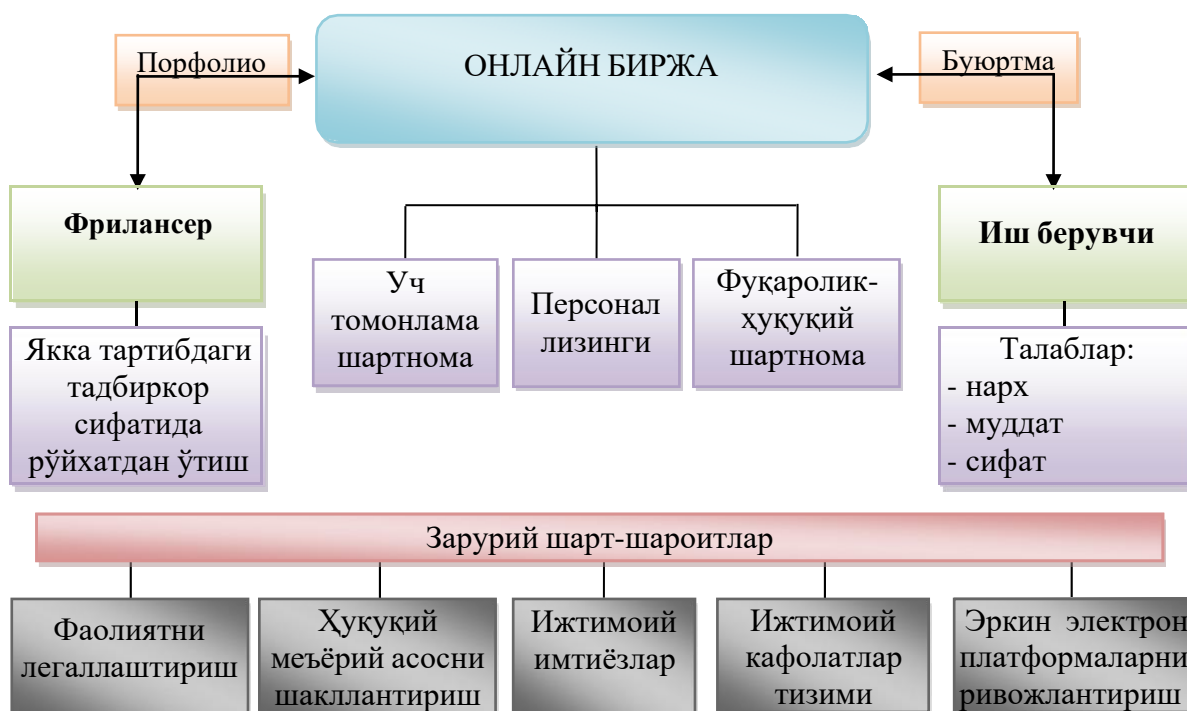 Порфолио
ОНЛАЙН БИРЖА
Буюртма
Фрилансер
Иш берувчи
Уч
томонлама
шартнома
Персонал
лизинги
Фуқаролик-
ҳуқуқий
шартнома
Якка тартибдаги
тадбиркор
сифатида
рўйхатдан ўтиш
Талаблар:
- нарх
- муддат
- сифат
Зарурий шарт-шароитлар
Фаолиятни
легаллаштириш
Ҳуқуқий
меъёрий асосни
шакллантириш
Ижтимоий
имтиёзлар
Ижтимоий
кафолатлар
тизими
Эркин электрон
платформаларни
ривожлантириш